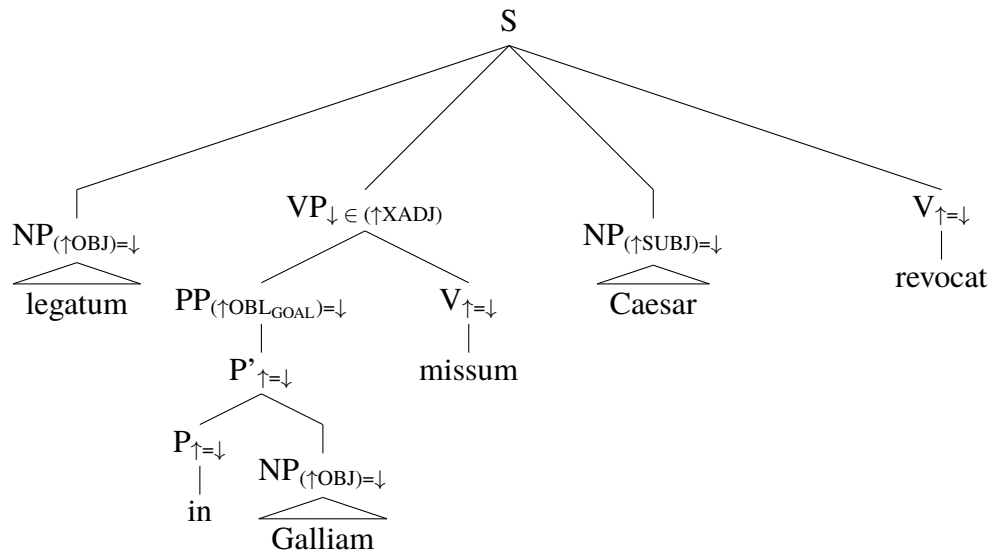 S
NP(↑OBJ)=↓ VP↓ ∈ (↑XADJ) NP(↑SUBJ)=↓ V↑=↓
legatum PP(↑OBLGOAL)=↓ V↑=↓ Caesar revocat
P’↑=↓ missum
P↑=↓ NP(↑OBJ)=↓
in Galliam